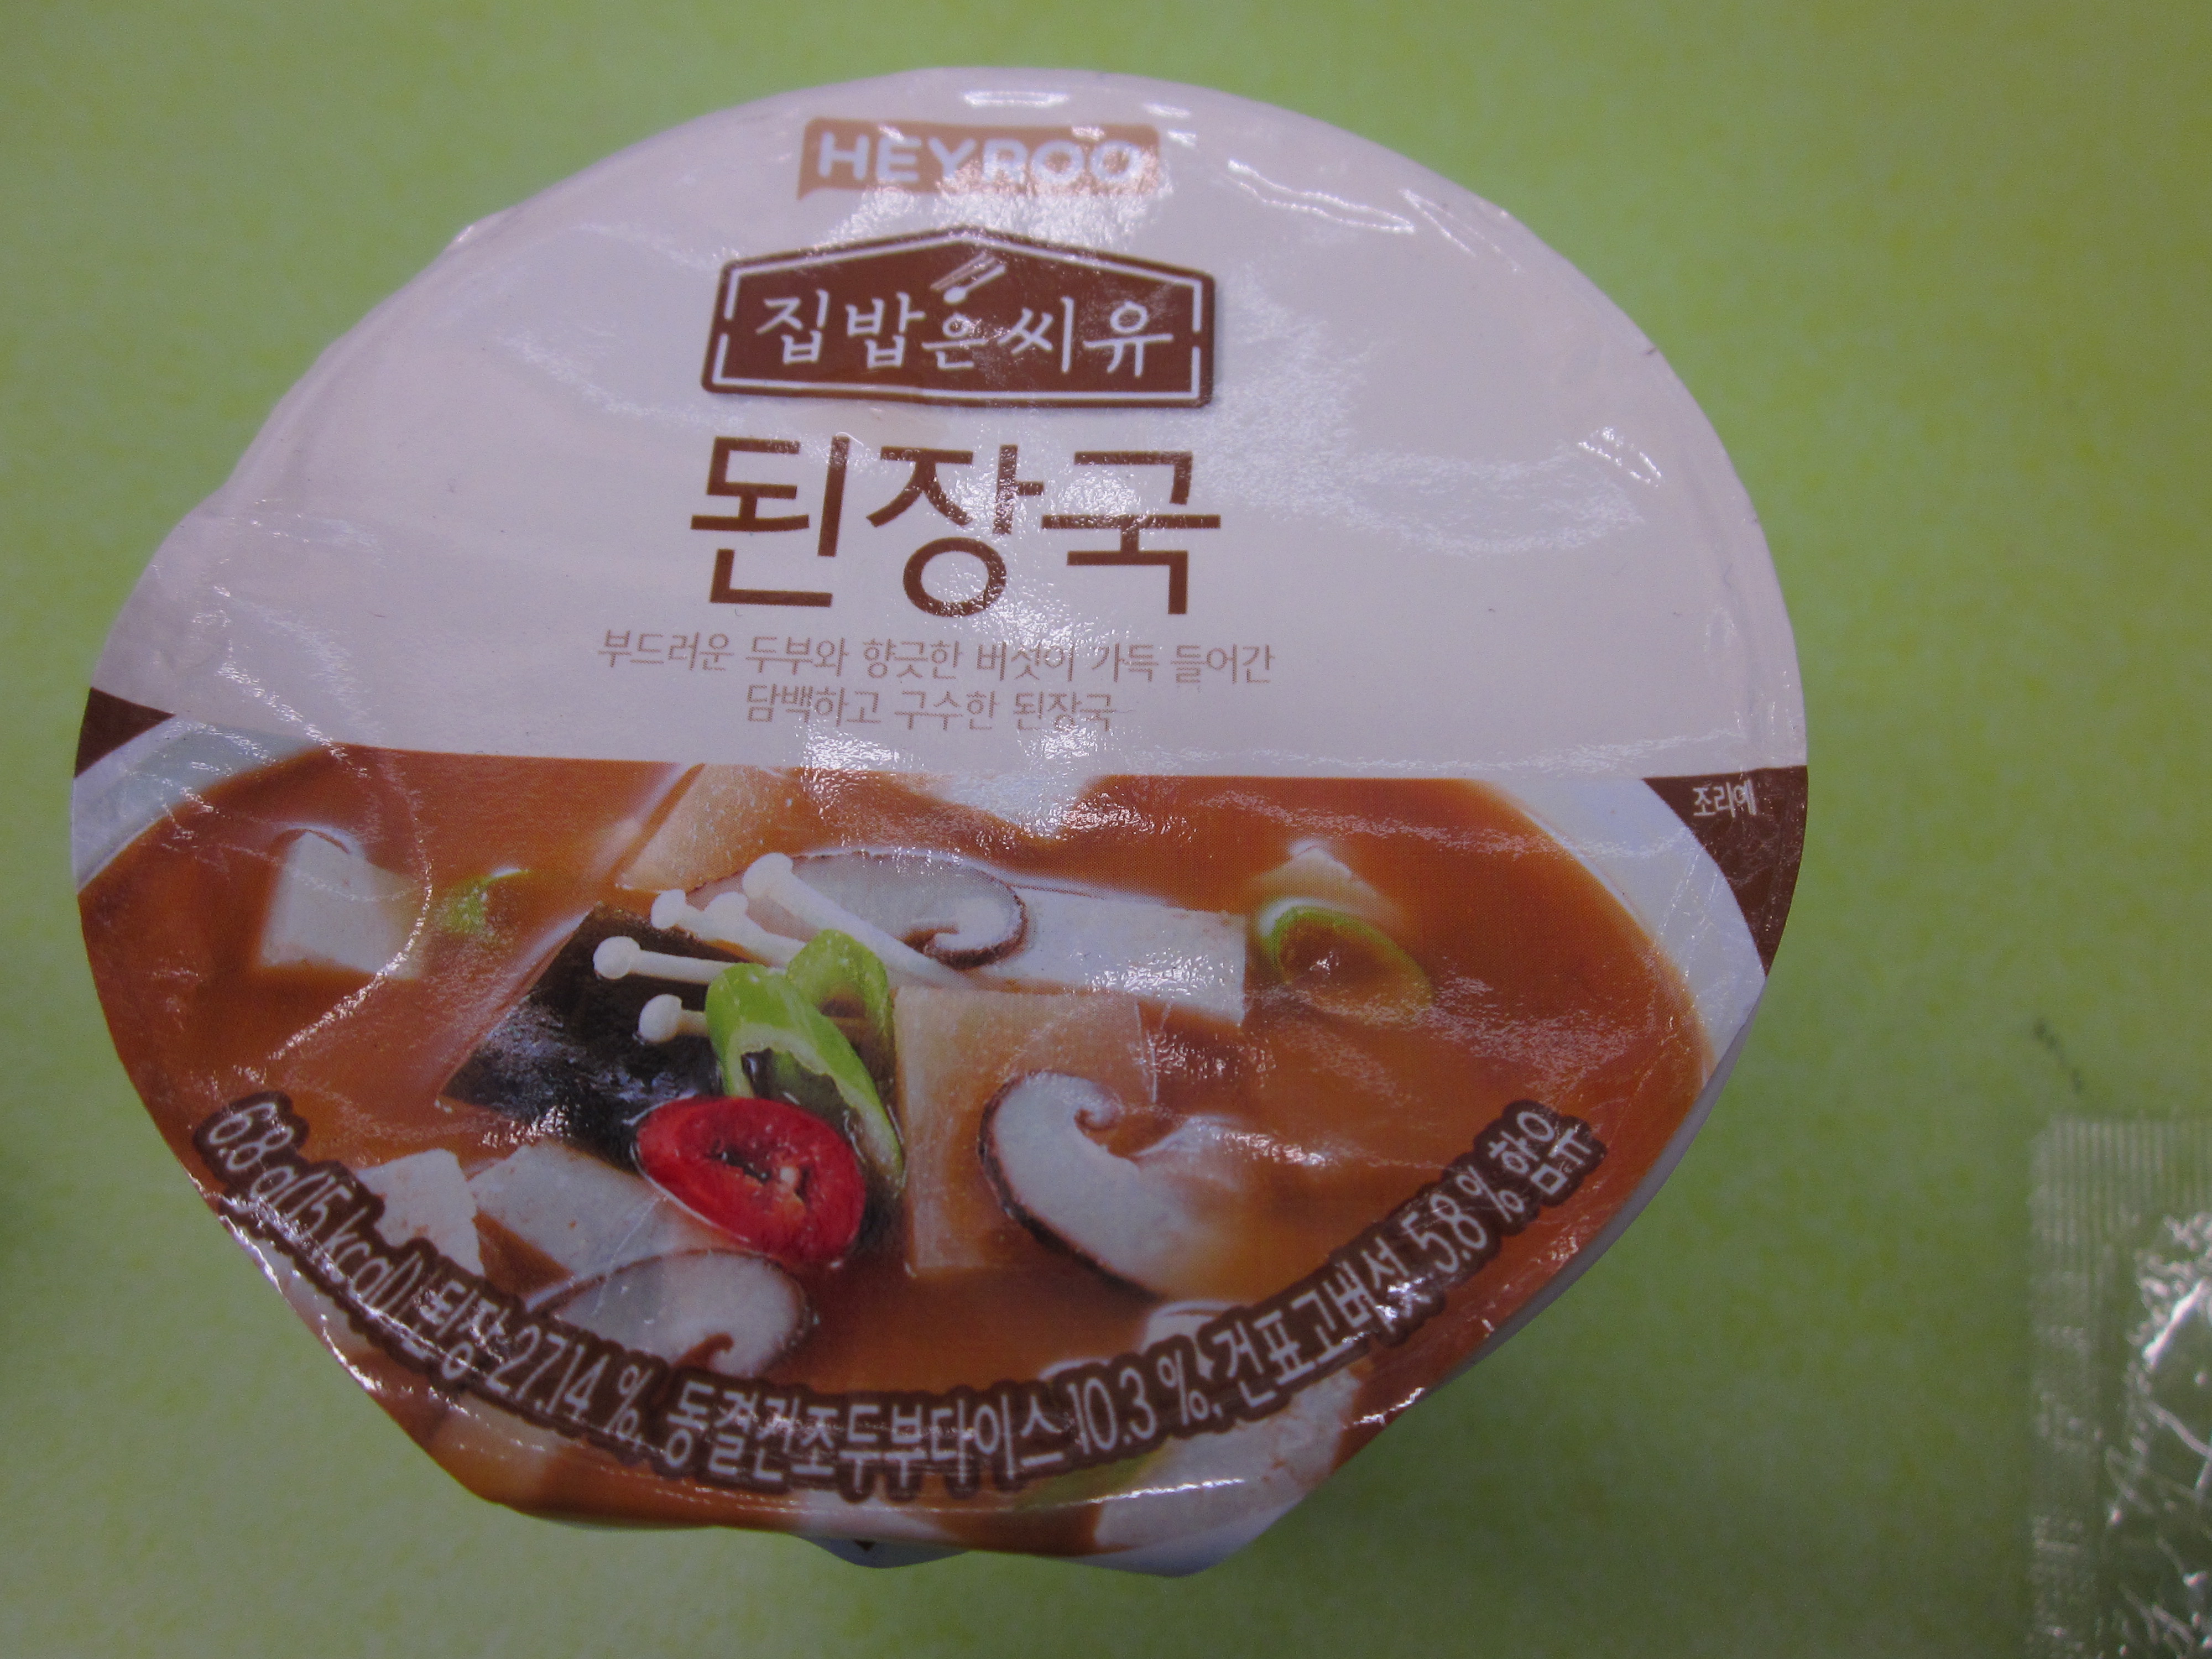 HEYROO
집밥은씨유
된장국
부드러운 두부와 향긋한 버섯이 가득 들어간
담백하고 구수한 된장국
조리예
6.8 g(15 kcal) 된장 27.14 %, 동결건조두부다이스 10.3 %, 건표고버섯 5.8 % 함유